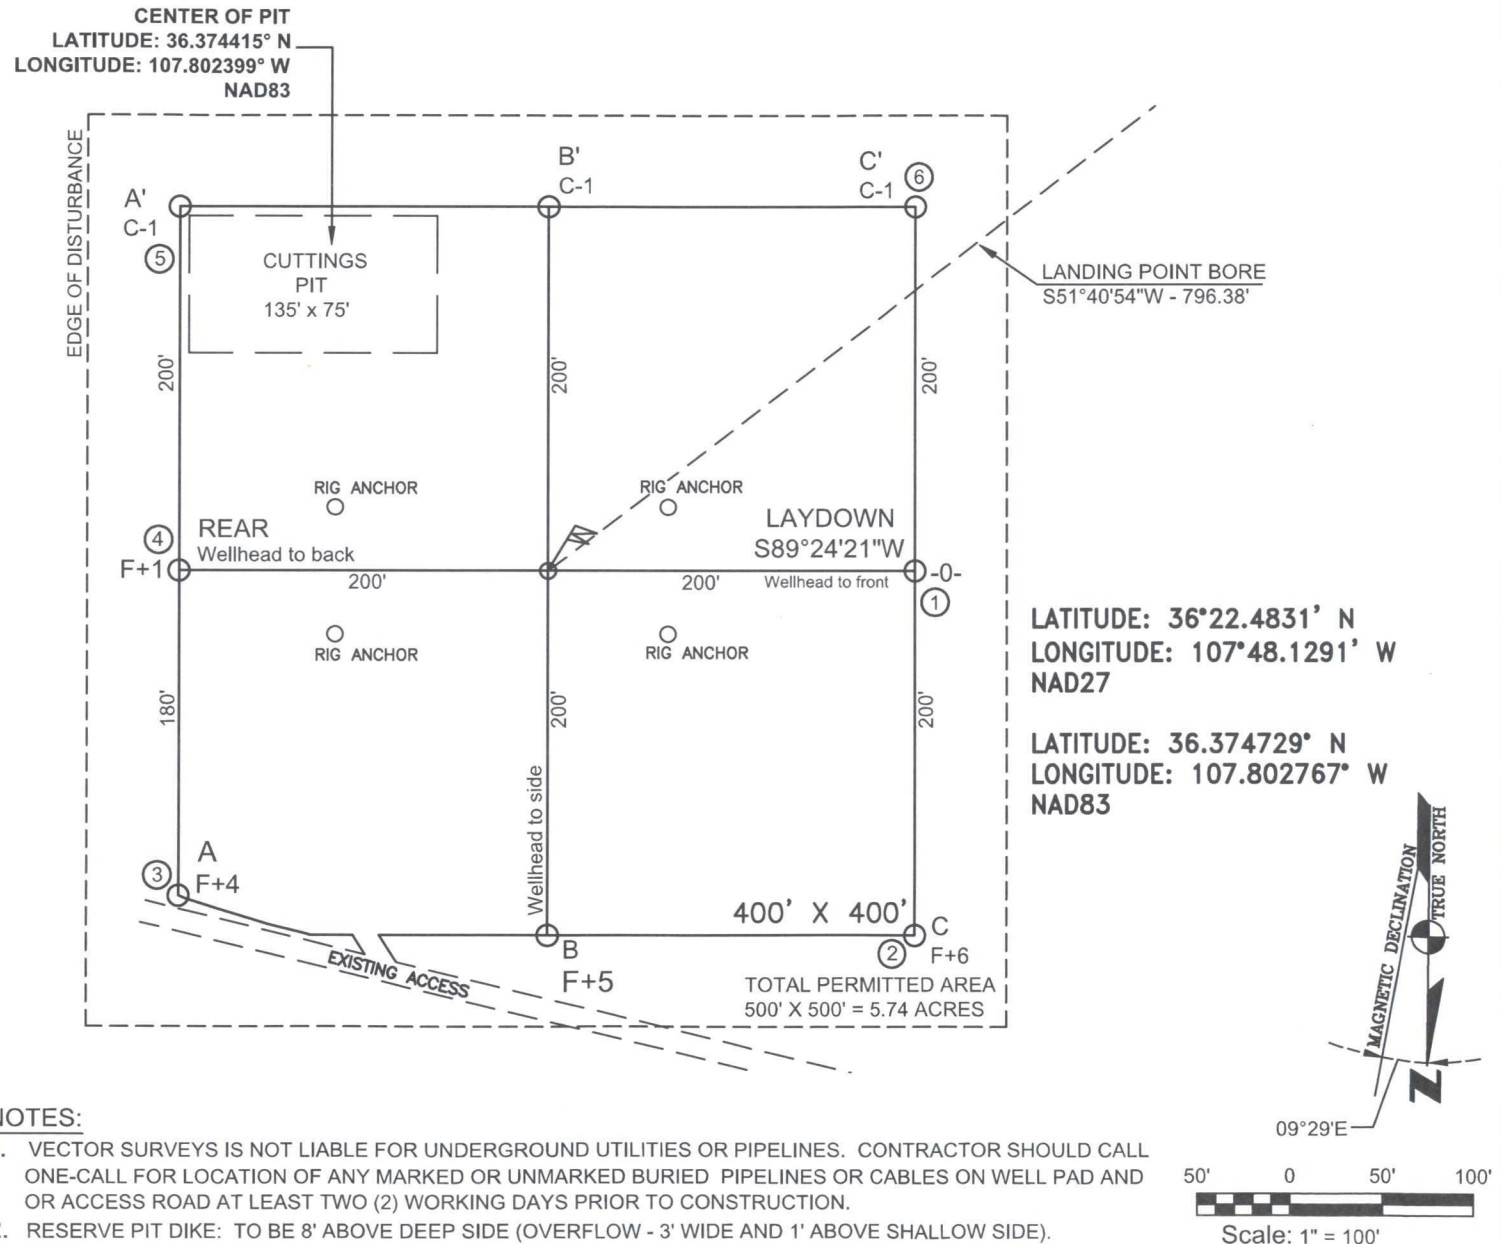 CENTER OF PIT
LATITUDE: 36.374415° N
LONGITUDE: 107.802399° W
NAD83
EDGE OF DISTURBANCE
A'
C-1
5
B'
C-1
C'
C-1
6
CUTTINGS
PIT
135' x 75'
LANDING POINT BORE
S51°40'54"W - 796.38'
200'
200'
200'
RIG ANCHOR
RIG ANCHOR
4
REAR
Wellhead to back
F+1
200'
LAYDOWN
S89°24'21"W
200'
Wellhead to front
-0-
1
RIG ANCHOR
RIG ANCHOR
LATITUDE: 36°22.4831' N
LONGITUDE: 107°48.1291' W
NAD27
LATITUDE: 36.374729° N
LONGITUDE: 107.802767° W
NAD83
180'
200'
200'
Wellhead to side
3
A
F+4
400' X 400'
EXISTING ACCESS
B
F+5
2
C
F+6
TOTAL PERMITTED AREA
500' X 500' = 5.74 ACRES
MAGNETIC DECLINATION
TRUE NORTH
N
09°29'E
NOTES:
. VECTOR SURVEYS IS NOT LIABLE FOR UNDERGROUND UTILITIES OR PIPELINES. CONTRACTOR SHOULD CALL
ONE-CALL FOR LOCATION OF ANY MARKED OR UNMARKED BURIED PIPELINES OR CABLES ON WELL PAD AND
OR ACCESS ROAD AT LEAST TWO (2) WORKING DAYS PRIOR TO CONSTRUCTION.
2. RESERVE PIT DIKE: TO BE 8' ABOVE DEEP SIDE (OVERFLOW - 3' WIDE AND 1' ABOVE SHALLOW SIDE).
50' 0 50' 100'
Scale: 1" = 100'